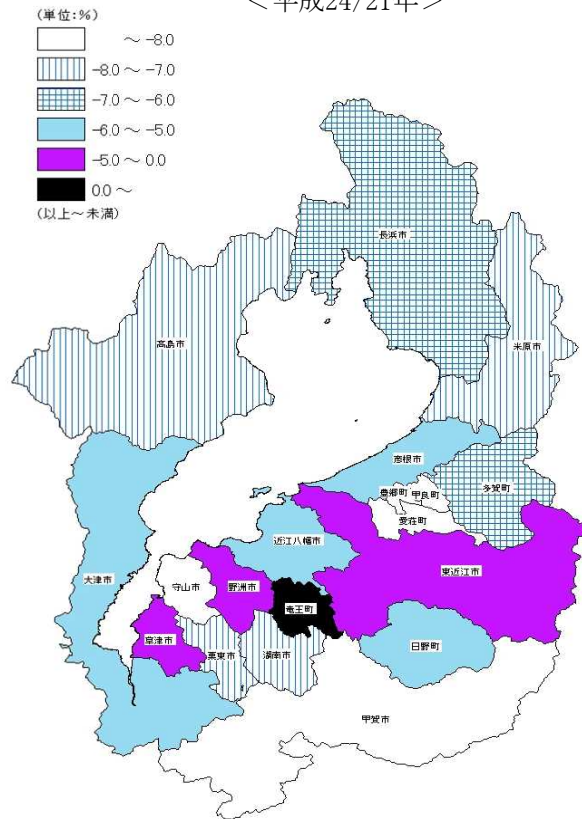 ＜平成24/21年＞
(単位:%)
～-8.0
-8.0～-7.0
-7.0～-6.0
-6.0～-5.0
-5.0～0.0
0.0～
(以上～未満)
長浜市
高島市
米原市
彦根市
豊郷町
甲良町
多賀町
愛荘町
近江八幡市
大津市
守山市
野洲市
東近江市
竜王町
草津市
栗東市
湖南市
日野町
甲賀市